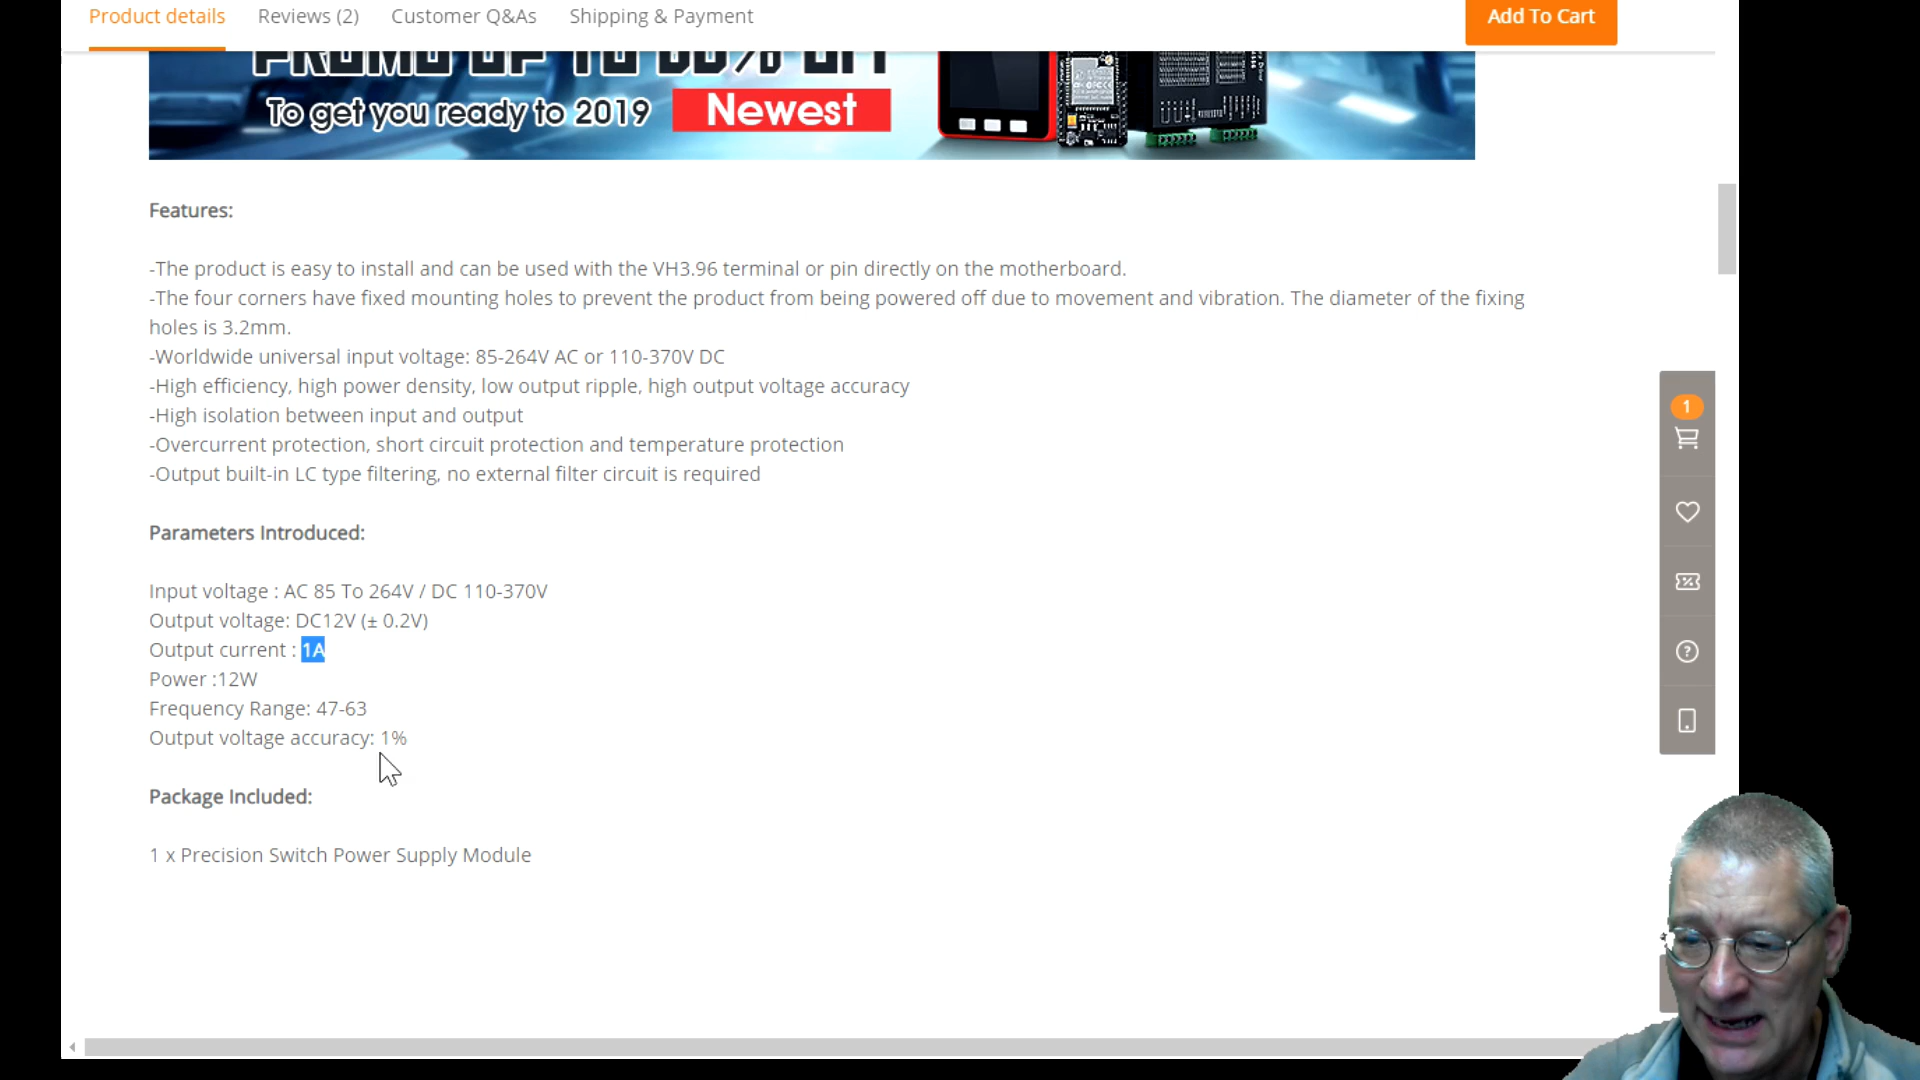 Product details
Reviews (2)
Customer Q&As
Shipping & Payment
Add To Cart
To get you ready to 2019
Newest
Features:
-The product is easy to install and can be used with the VH3.96 terminal or pin directly on the motherboard.
-The four corners have fixed mounting holes to prevent the product from being powered off due to movement and vibration. The diameter of the fixing
holes is 3.2mm.
-Worldwide universal input voltage: 85-264V AC or 110-370V DC
-High efficiency, high power density, low output ripple, high output voltage accuracy
-High isolation between input and output
-Overcurrent protection, short circuit protection and temperature protection
-Output built-in LC type filtering, no external filter circuit is required
1
Parameters Introduced:
Input voltage : AC 85 To 264V / DC 110-370V
Output voltage: DC12V (± 0.2V)
Output current : 1A
Power :12W
Frequency Range: 47-63
Output voltage accuracy: 1%
Package Included:
1 x Precision Switch Power Supply Module